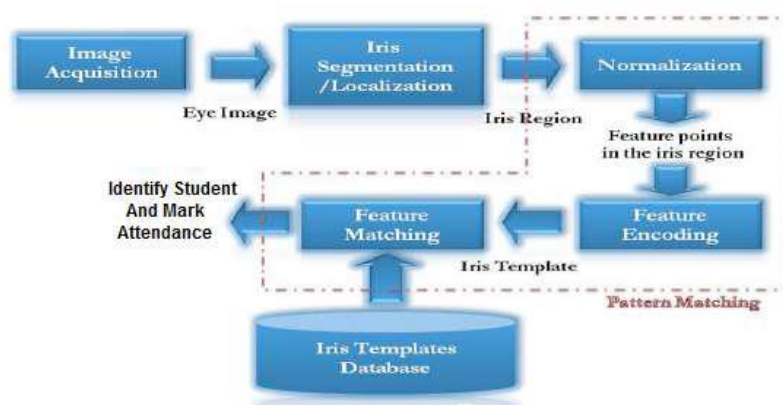 Image
Acquisition
Eye Image
Iris
Segmentation
/Localization
Iris Region
Normalization
Feature points
in the iris region
Feature
Encoding
Iris Template
Feature
Matching
Identify Student
And Mark
Attendance
Pattern Matching
Iris Templates
Database